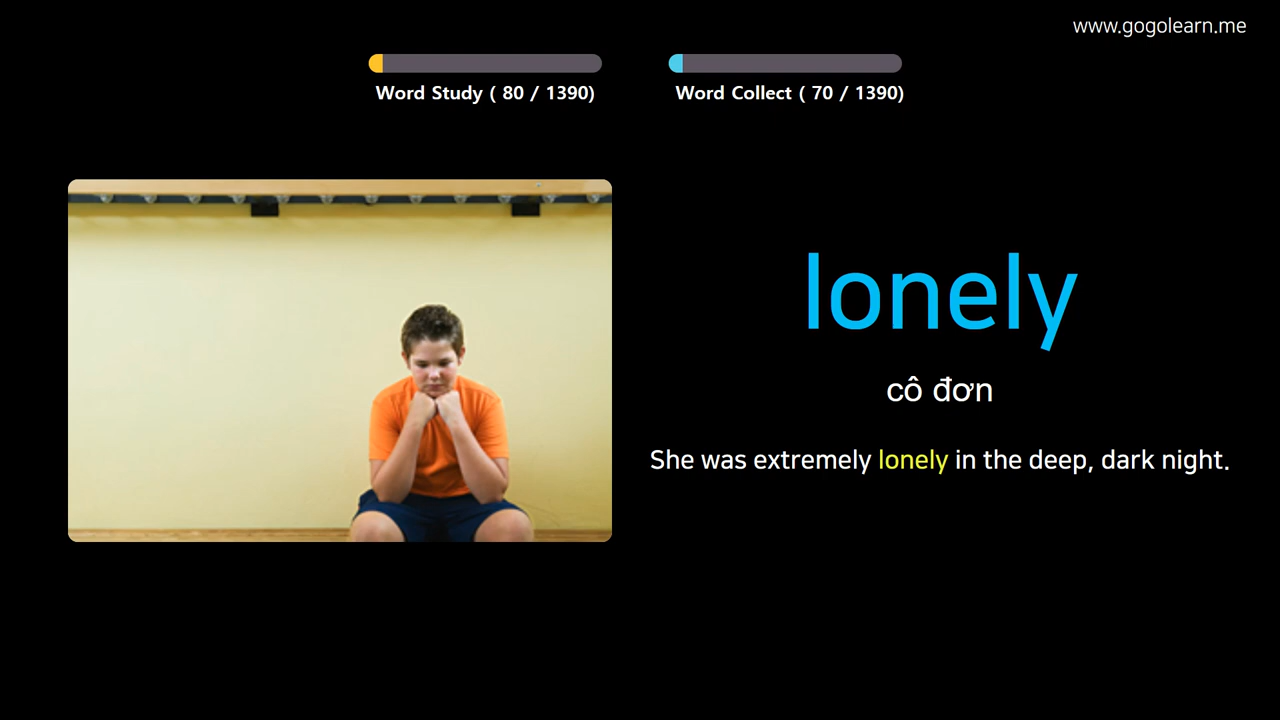 www.gogolearn.me
Word Study ( 80 / 1390)
Word Collect ( 70 / 1390)
lonely
cô đơn
She was extremely lonely in the deep, dark night.